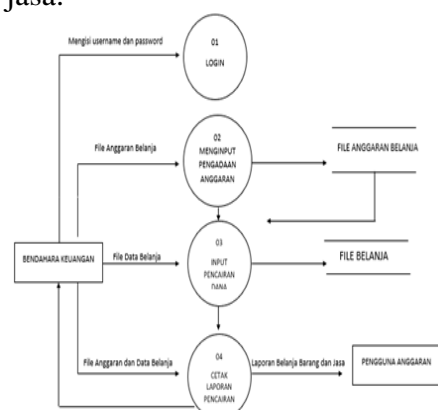 jasa.
Mengisi username dan password
01
LOGIN
File Anggaran Belanja
02
MENGINPUT
PENGADAAN
ANGGARAN
FILE ANGGARAN BELANJA
BENDAHARA KEUANGAN
File Data Belanja
03
INPUT
PENCAIRAN
DANA
FILE BELANJA
File Anggaran dan Data Belanja
04
CETAK
LAPORAN
PENCAIRAN
Laporan Belanja Barang dan Jasa
PENGGUNA ANGGARAN